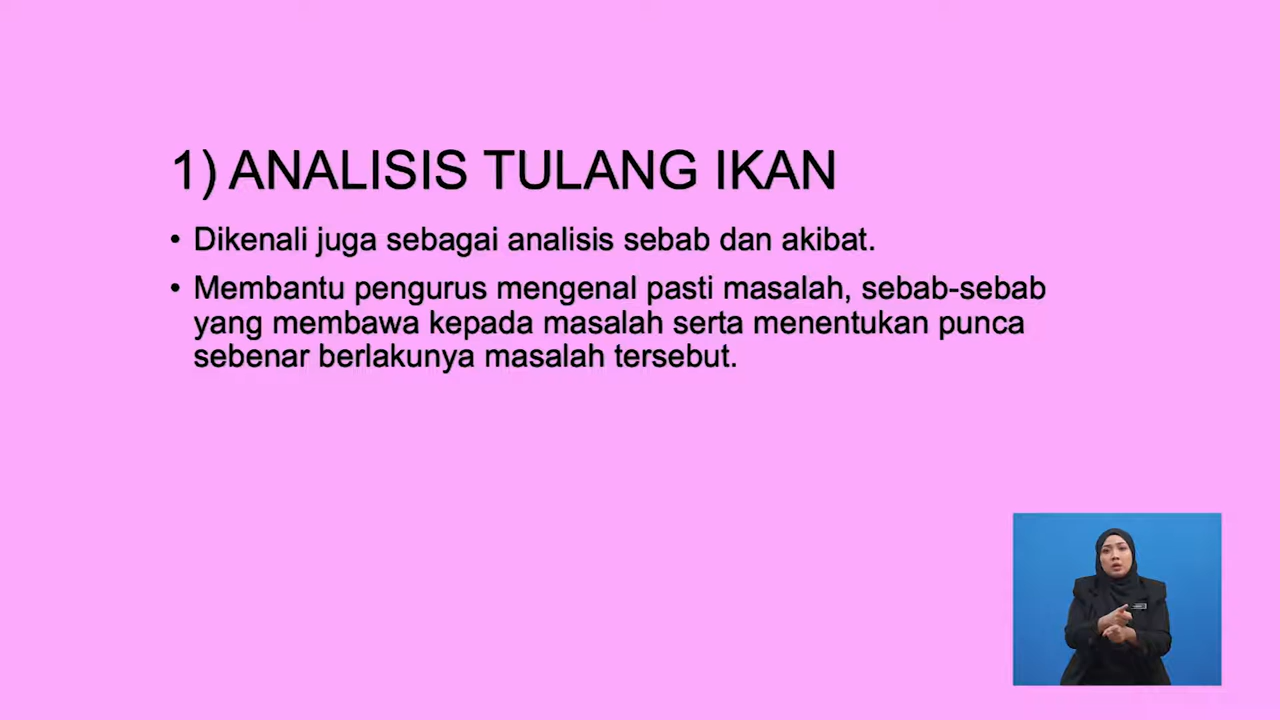 1) ANALISIS TULANG IKAN
• Dikenali juga sebagai analisis sebab dan akibat.
• Membantu pengurus mengenal pasti masalah, sebab-sebab
yang membawa kepada masalah serta menentukan punca
sebenar berlakunya masalah tersebut.